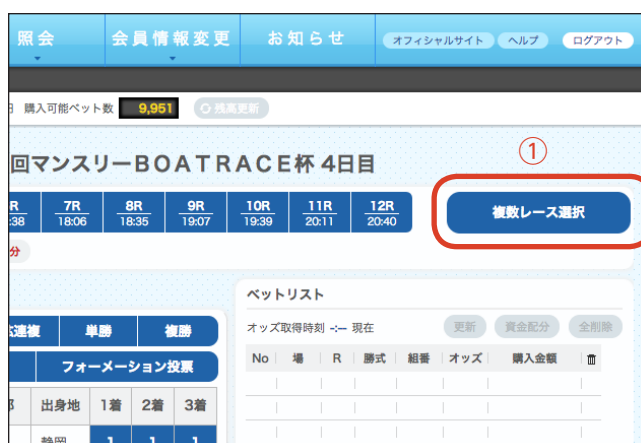 照会 会員情報変更 お知らせ オフィシャルサイト ヘルプ ログアウト
購入可能ベット数 9,951 残高更新
回マンスリーBOATRACE杯 4日目
①
R 7R 8R 9R 10R 11R 12R 複数レース選択
:38 18:06 18:35 19:07 19:39 20:11 20:40
分
ベットリスト
拡連複 単勝 複勝
オッズ取得時刻 -:-- 現在 更新 資金配分 全削除
フォーメーション投票
No 場 R 勝式 組番 オッズ 購入金額
出身地 1着 2着 3着
静岡 1 1 1